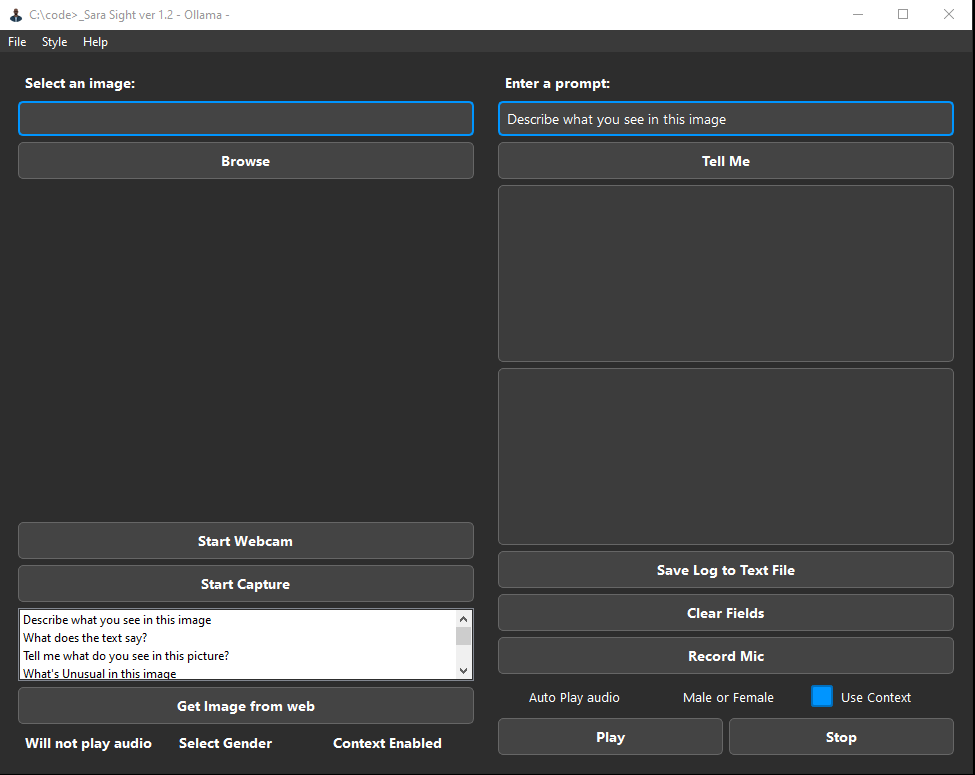 C:\code>_Sara Sight ver 1.2 - Ollama -
File Style Help
Select an image:
Browse
Start Webcam
Start Capture
Describe what you see in this image
What does the text say?
Tell me what do you see in this picture?
What's Unusual in this image
Get Image from web
Will not play audio Select Gender Context Enabled
Enter a prompt:
Describe what you see in this image
Tell Me
Save Log to Text File
Clear Fields
Record Mic
Auto Play audio Male or Female Use Context
Play Stop